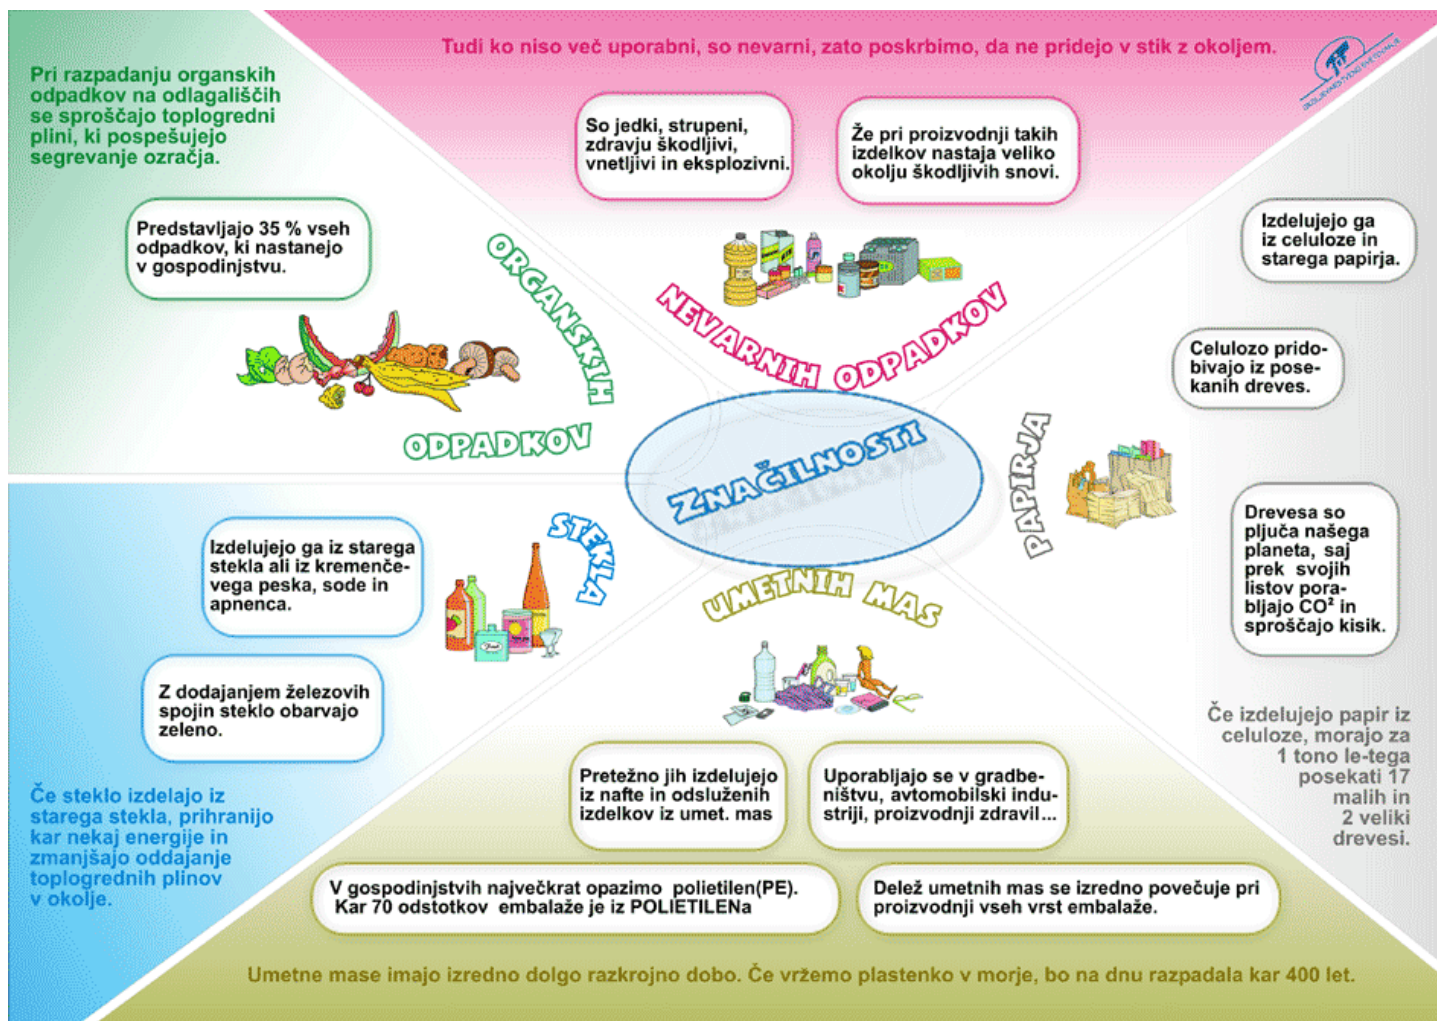 Tudi ko niso več uporabni, so nevarni, zato poskrbimo, da ne pridejo v stik z okoljem.
Pri razpadanju organskih
odpadkov na odlagališčih
se sproščajo toplogredni
plini, ki pospešujejo
segrevanje ozračja.
Predstavljajo 35 % vseh
odpadkov, ki nastanejo
v gospodinjstvu.
ORGANSKIH
ODPADKOV
So jedki, strupeni,
zdravju škodljivi,
vnetljivi in eksplozivni.
Že pri proizvodnji takih
izdelkov nastaja veliko
okolju škodljivih snovi.
NEVARNIH ODPADKOV
Izdelujejo ga
iz celuloze in
starega papirja.
Celulozo prido-
bivajo iz pose-
kanih dreves.
PAPIRJA
Drevesa so
pljuča našega
planeta, saj
prek svojih
listov pora-
bljajo CO² in
sproščajo kisik.
Če izdelujejo papir iz
celuloze, morajo za
1 tono le-tega
posekati 17
malih in
2 veliki
drevesi.
ZNAČILNOSTI
STEKLA
Izdelujejo ga iz starega
stekla ali iz kremenče-
vega peska, sode in
apnenca.
Z dodajanjem železovih
spojin steklo obarvajo
zeleno.
Če steklo izdelajo iz
starega stekla, prihranijo
kar nekaj energije in
zmanjšajo oddajanje
toplogrednih plinov
v okolje.
UMETNIH MAS
Pretežno jih izdelujejo
iz nafte in odsluženih
izdelkov iz umet. mas
Uporabljajo se v gradbe-
ništvu, avtomobilski indu-
striji, proizvodnji zdravil...
V gospodinjstvih največkrat opazimo polietilen(PE).
Kar 70 odstotkov embalaže je iz POLIETILENa
Delež umetnih mas se izredno povečuje pri
proizvodnji vseh vrst embalaže.
Umetne mase imajo izredno dolgo razkrojno dobo. Če vržemo plastenko v morje, bo na dnu razpadala kar 400 let.